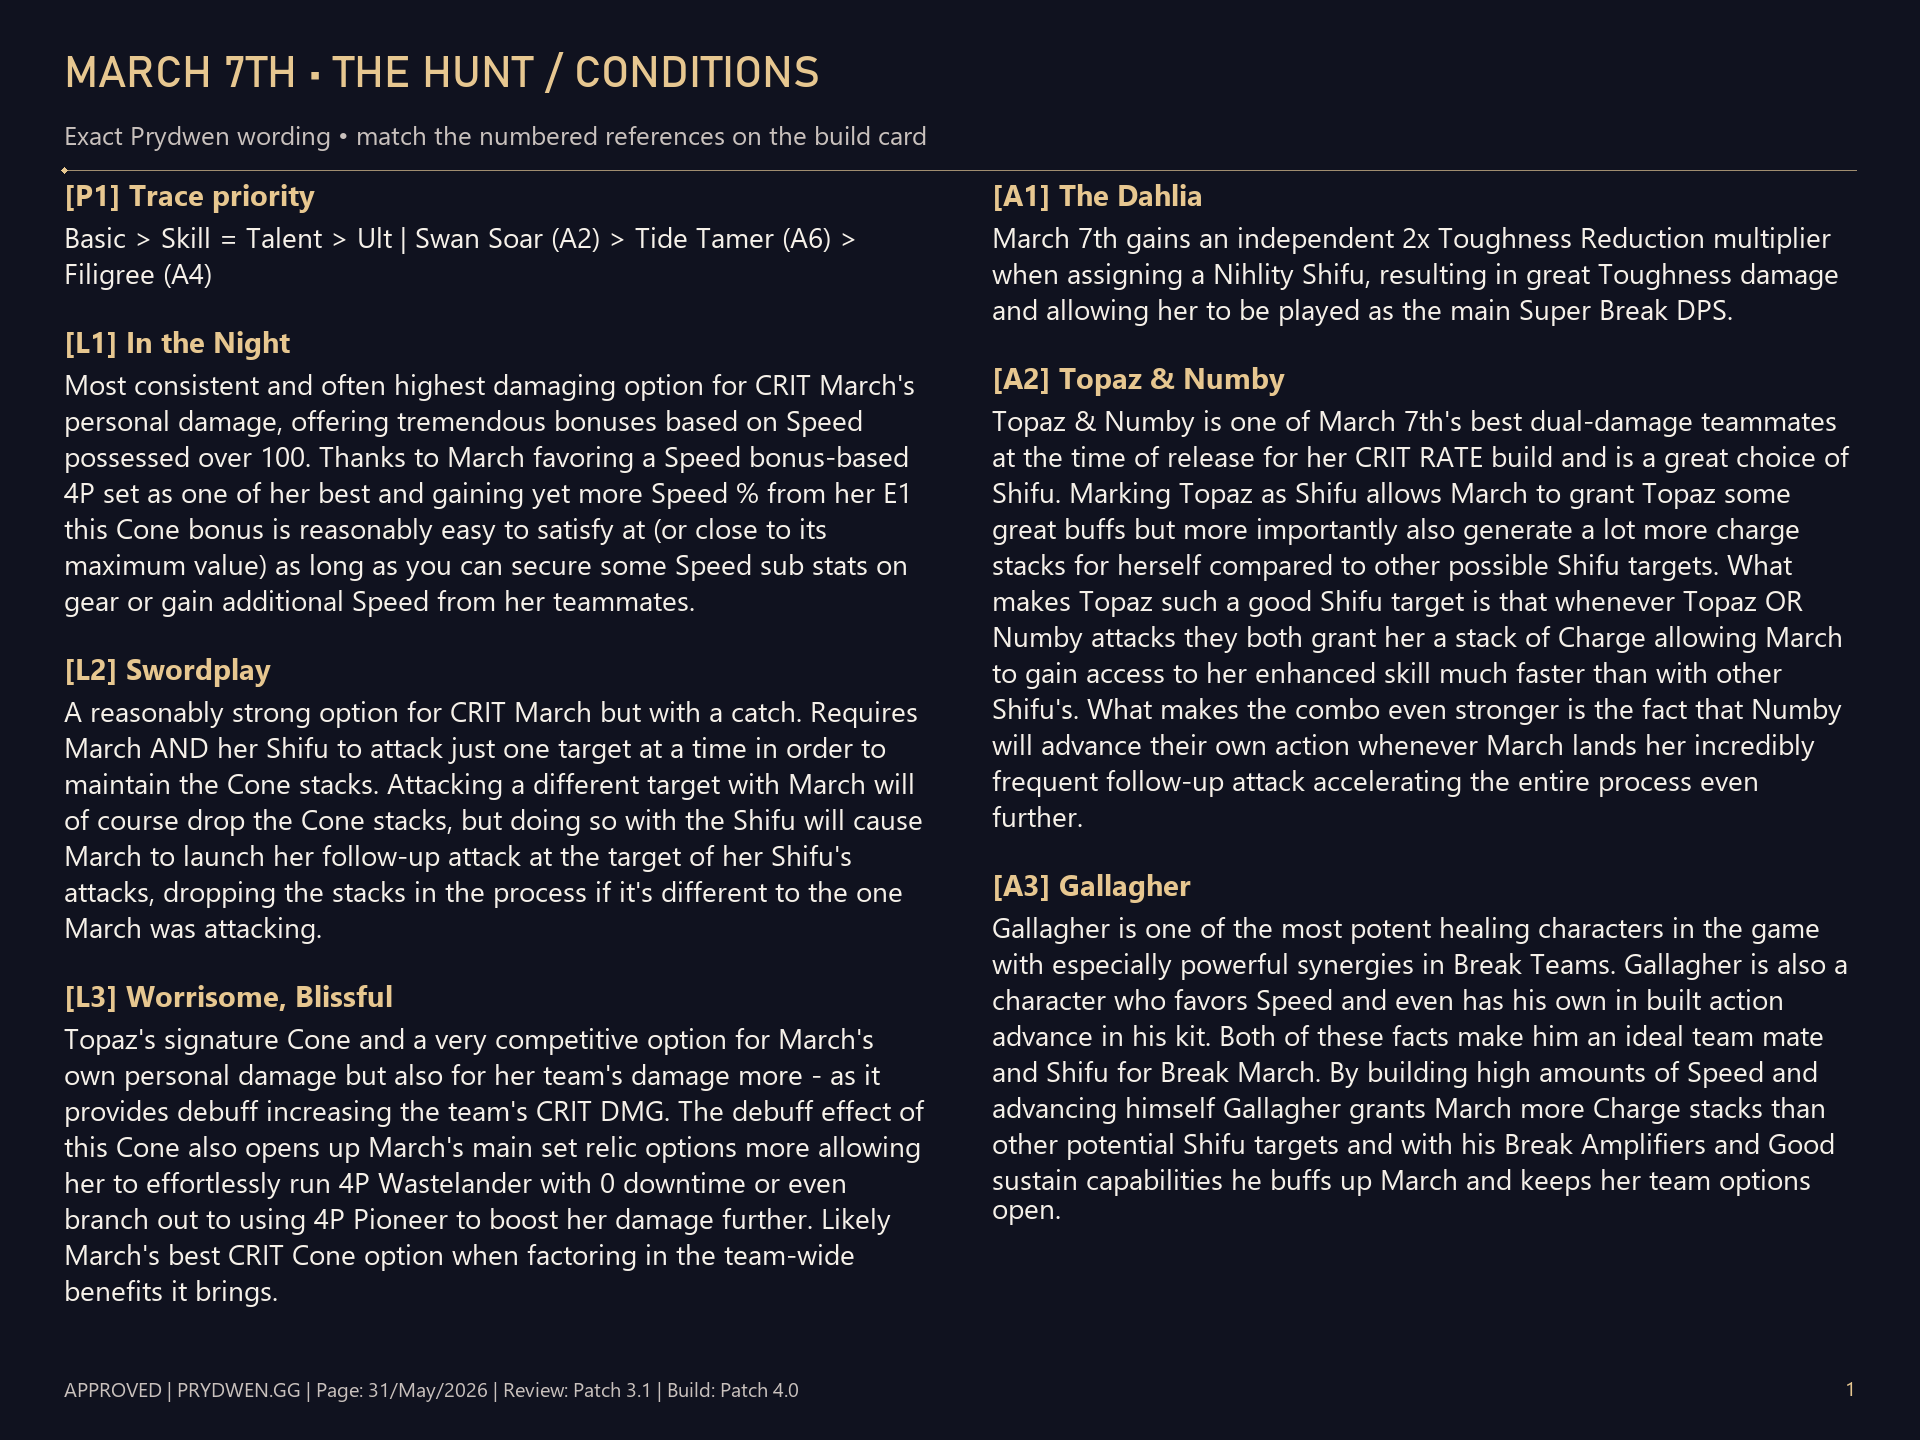 MARCH 7TH · THE HUNT / CONDITIONS
Exact Prydwen wording • match the numbered references on the build card
[P1] Trace priority
Basic > Skill = Talent > Ult | Swan Soar (A2) > Tide Tamer (A6) >
Filigree (A4)
[L1] In the Night
Most consistent and often highest damaging option for CRIT March's
personal damage, offering tremendous bonuses based on Speed
possessed over 100. Thanks to March favoring a Speed bonus-based
4P set as one of her best and gaining yet more Speed % from her E1
this Cone bonus is reasonably easy to satisfy at (or close to its
maximum value) as long as you can secure some Speed sub stats on
gear or gain additional Speed from her teammates.
[L2] Swordplay
A reasonably strong option for CRIT March but with a catch. Requires
March AND her Shifu to attack just one target at a time in order to
maintain the Cone stacks. Attacking a different target with March will
of course drop the Cone stacks, but doing so with the Shifu will cause
March to launch her follow-up attack at the target of her Shifu's
attacks, dropping the stacks in the process if it's different to the one
March was attacking.
[L3] Worrisome, Blissful
Topaz's signature Cone and a very competitive option for March's
own personal damage but also for her team's damage more - as it
provides debuff increasing the team's CRIT DMG. The debuff effect of
this Cone also opens up March's main set relic options more allowing
her to effortlessly run 4P Wastelander with 0 downtime or even
branch out to using 4P Pioneer to boost her damage further. Likely
March's best CRIT Cone option when factoring in the team-wide
benefits it brings.
[A1] The Dahlia
March 7th gains an independent 2x Toughness Reduction multiplier
when assigning a Nihlity Shifu, resulting in great Toughness damage
and allowing her to be played as the main Super Break DPS.
[A2] Topaz & Numby
Topaz & Numby is one of March 7th's best dual-damage teammates
at the time of release for her CRIT RATE build and is a great choice of
Shifu. Marking Topaz as Shifu allows March to grant Topaz some
great buffs but more importantly also generate a lot more charge
stacks for herself compared to other possible Shifu targets. What
makes Topaz such a good Shifu target is that whenever Topaz OR
Numby attacks they both grant her a stack of Charge allowing March
to gain access to her enhanced skill much faster than with other
Shifu's. What makes the combo even stronger is the fact that Numby
will advance their own action whenever March lands her incredibly
frequent follow-up attack accelerating the entire process even
further.
[A3] Gallagher
Gallagher is one of the most potent healing characters in the game
with especially powerful synergies in Break Teams. Gallagher is also a
character who favors Speed and even has his own in built action
advance in his kit. Both of these facts make him an ideal team mate
and Shifu for Break March. By building high amounts of Speed and
advancing himself Gallagher grants March more Charge stacks than
other potential Shifu targets and with his Break Amplifiers and Good
sustain capabilities he buffs up March and keeps her team options
open.
APPROVED | PRYDWEN.GG | Page: 31/May/2026 | Review: Patch 3.1 | Build: Patch 4.0
1